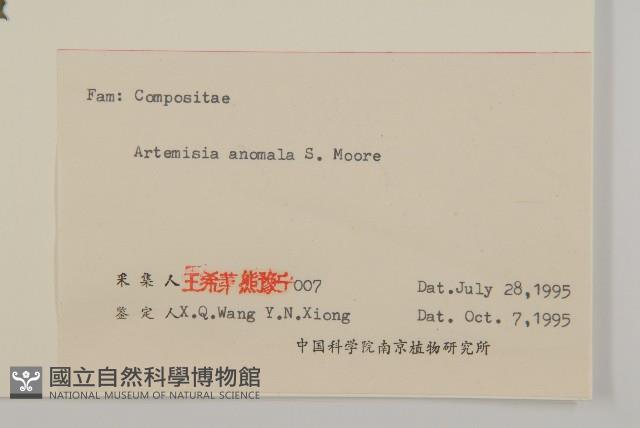 Fam: Compositae
Artemisia anomala S. Moore
采集人 王希蕖 熊豫宁 007 Dat.July 28,1995
鉴定人 X.Q.Wang Y.N.Xiong Dat. Oct. 7,1995
中国科学院南京植物研究所
國立自然科學博物館
NATIONAL MUSEUM OF NATURAL SCIENCE